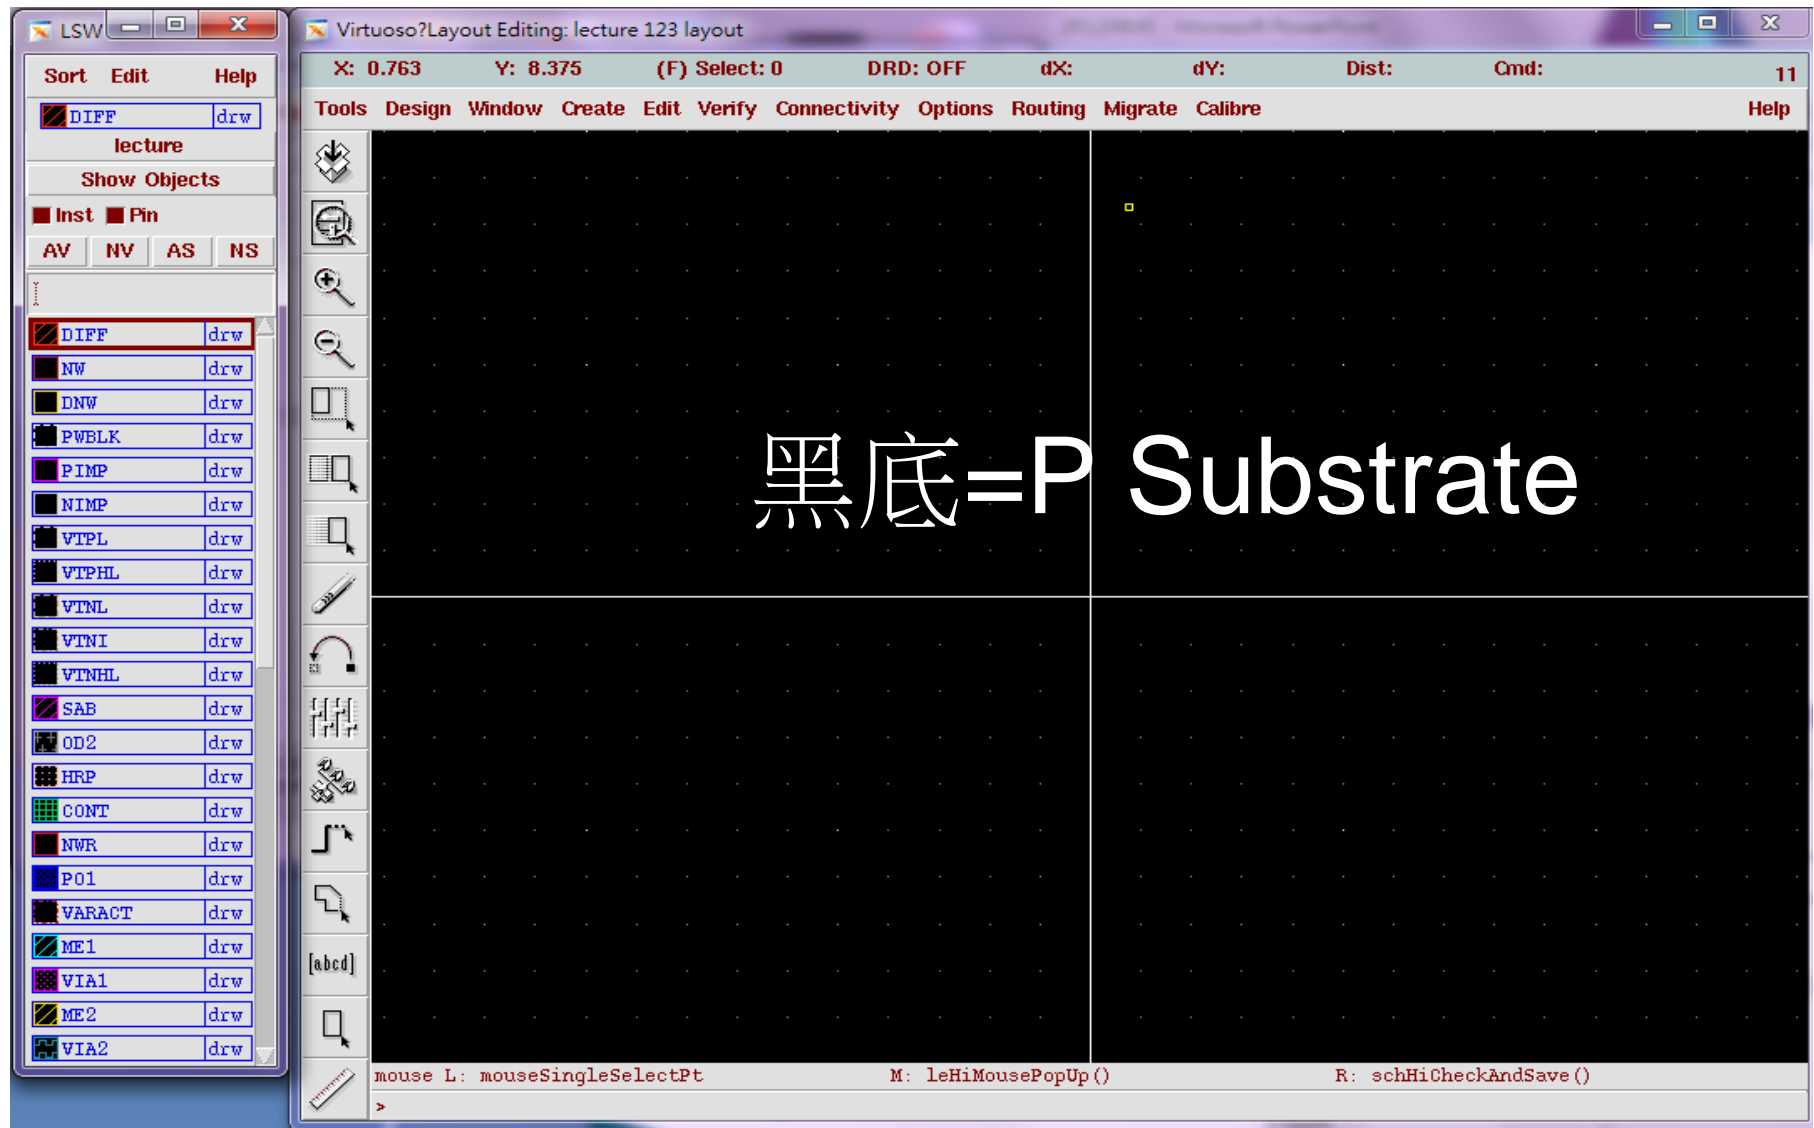 LSW
Sort Edit Help
DIFF drw
lecture
Show Objects
Inst Pin
AV NV AS NS
DIFF drw
NW drw
DNW drw
PWBLK drw
PIMP drw
NIMP drw
VTPL drw
VTPHL drw
VTNL drw
VTNI drw
VTNHL drw
SAB drw
OD2 drw
HRP drw
CONT drw
NWR drw
PO1 drw
VARACT drw
ME1 drw
VIA1 drw
ME2 drw
VIA2 drw
Virtuoso?Layout Editing: lecture 123 layout
X: 0.763 Y: 8.375 (F) Select: 0 DRD: OFF dX: dY: Dist: Cmd: 11
Tools Design Window Create Edit Verify Connectivity Options Routing Migrate Calibre Help
黑底=P Substrate
[abcd]
mouse L: mouseSingleSelectPt M: leHiMousePopUp() R: schHiCheckAndSave()
>